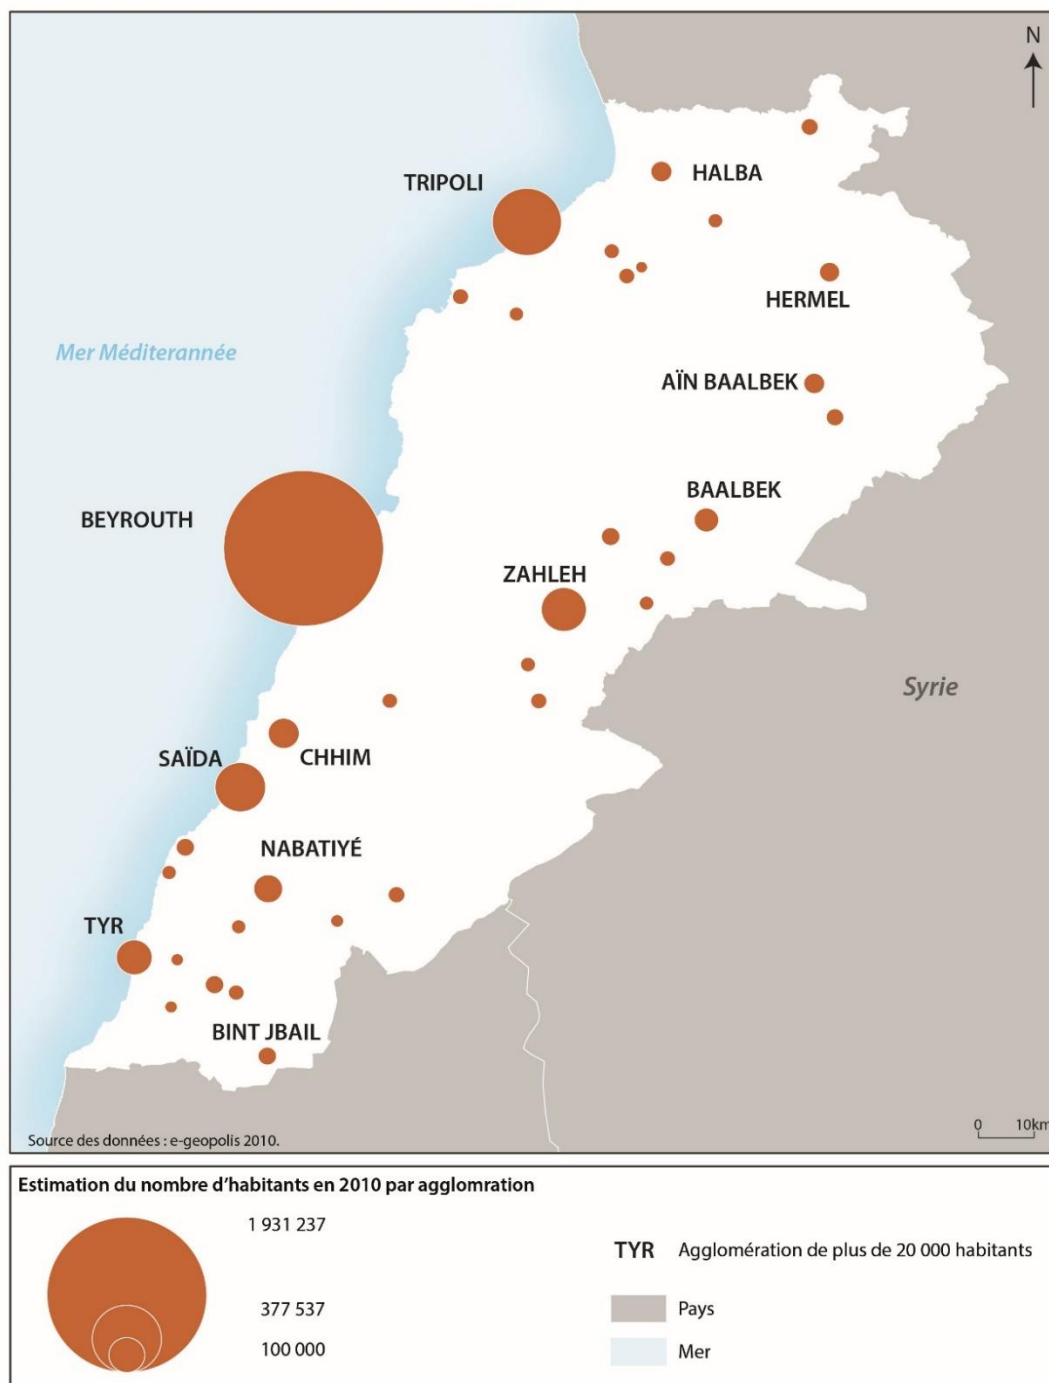 N
TRIPOLI
HALBA
HERMEL
Mer Méditerannée
AÏN BAALBEK
BAALBEK
BEYROUTH
ZAHLEH
Syrie
CHHIM
SAÏDA
NABATIYÉ
TYR
BINT JBAIL
Source des données : e-geopolis 2010.
0 10km
Estimation du nombre d'habitants en 2010 par agglomration
1 931 237
377 537
100 000
TYR Agglomération de plus de 20 000 habitants
Pays
Mer